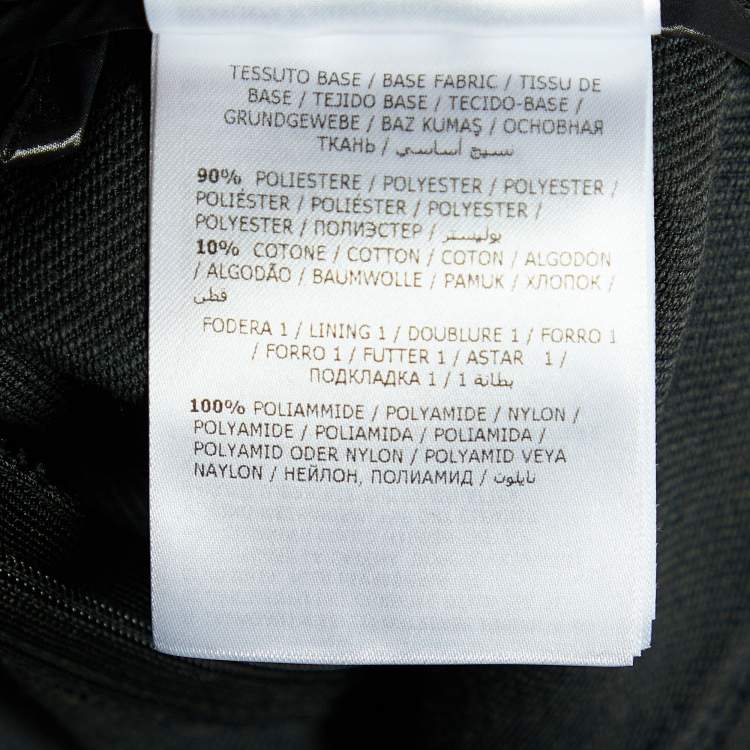 TESSUTO BASE / BASE FABRIC / TISSU DE
BASE / TEJIDO BASE / TECIDO-BASE /
GRUNDGEWEBE / BAZ KUMAŞ / ОСНОВНАЯ
ТКАНЬ / نسيج أساسي
90% POLIESTERE / POLYESTER / POLYESTER /
POLIÉSTER / POLIÉSTER / POLYESTER /
POLYESTER / ПОЛИЭСТЕР / بوليستر
10% COTONE / COTTON / COTON / ALGODÓN
/ ALGODÃO / BAUMWOLLE / PAMUK / ХЛОПОК /
قطن
FODERA 1 / LINING 1 / DOUBLURE 1 / FORRO 1
/ FORRO 1 / FUTTER 1 / ASTAR 1 /
ПОДКЛАДКА 1 / بطانة 1
100% POLIAMMIDE / POLYAMIDE / NYLON /
POLYAMIDE / POLIAMIDA / POLIAMIDA /
POLYAMID ODER NYLON / POLYAMID VEYA
NAYLON / НЕЙЛОН, ПОЛИАМИД / نايلون